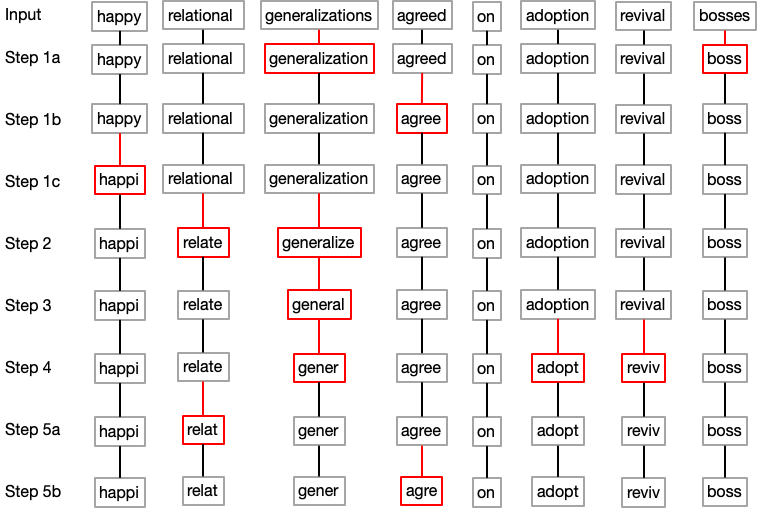 Input happy relational generalizations agreed on adoption revival bosses
Step 1a happy relational generalization agreed on adoption revival boss
Step 1b happy relational generalization agree on adoption revival boss
Step 1c happi relational generalization agree on adoption revival boss
Step 2 happi relate generalize agree on adoption revival boss
Step 3 happi relate general agree on adoption revival boss
Step 4 happi relate gener agree on adopt reviv boss
Step 5a happi relat gener agree on adopt reviv boss
Step 5b happi relat gener agre on adopt reviv boss